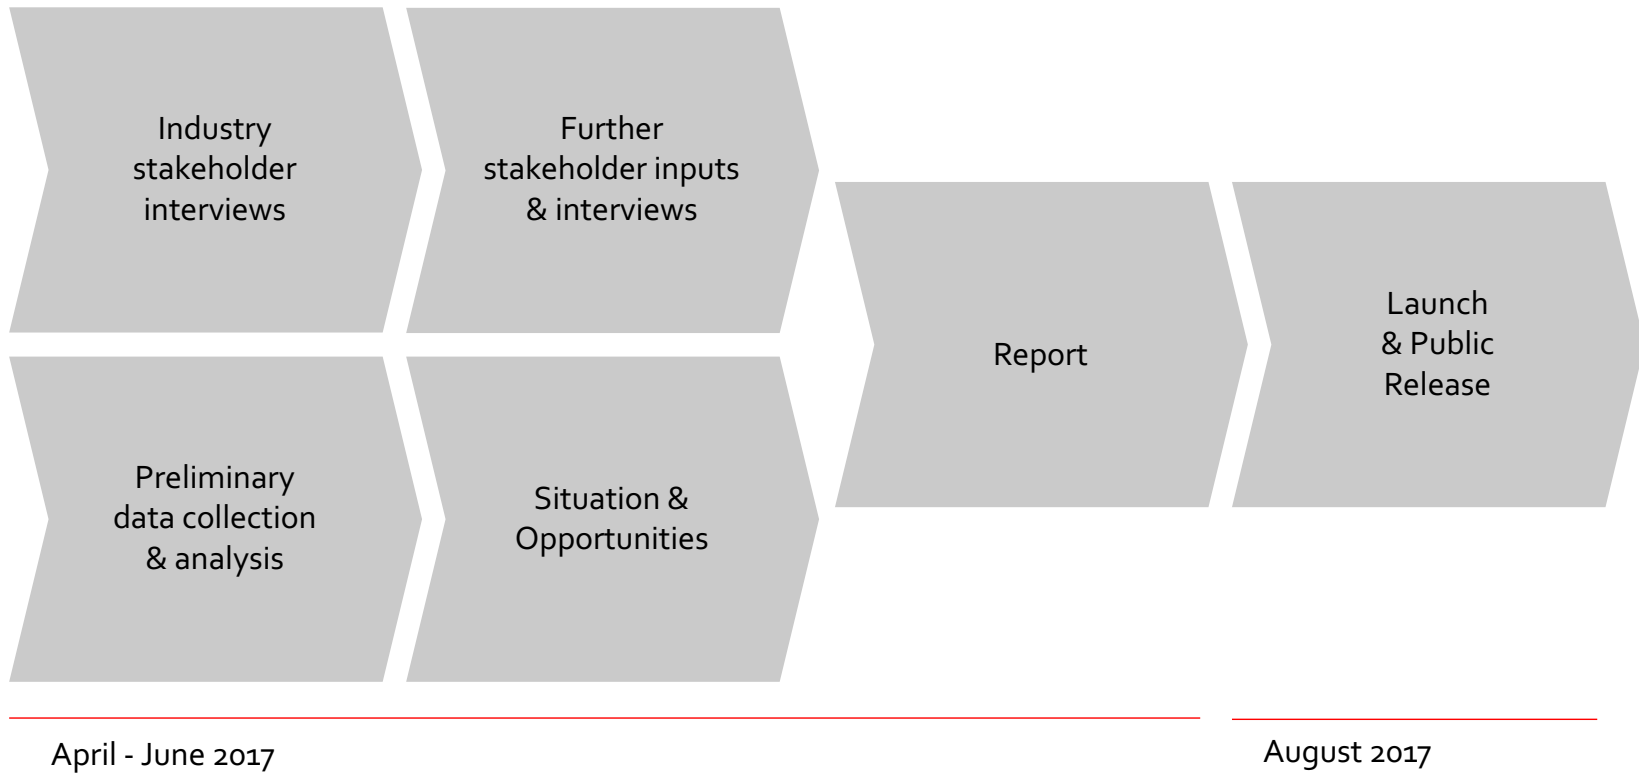 Industry
stakeholder
interviews
Further
stakeholder inputs
& interviews
Preliminary
data collection
& analysis
Situation &
Opportunities
Report
Launch
& Public
Release
April - June 2017
August 2017